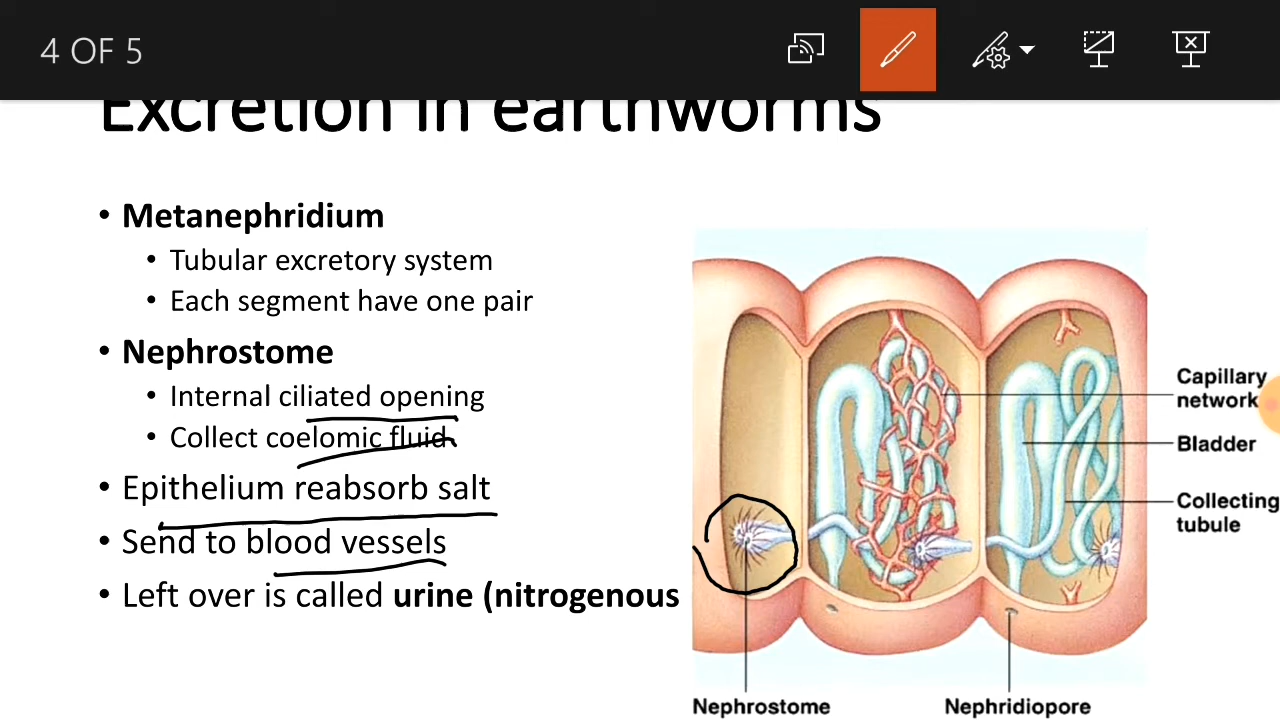 4 OF 5
Excretion in earthworms
• Metanephridium
• Tubular excretory system
• Each segment have one pair
• Nephrostome
• Internal ciliated opening
• Collect coelomic fluid
• Epithelium reabsorb salt
• Send to blood vessels
• Left over is called urine (nitrogenous
Capillary
network
Bladder
Collecting
tubule
Nephrostome
Nephridiopore